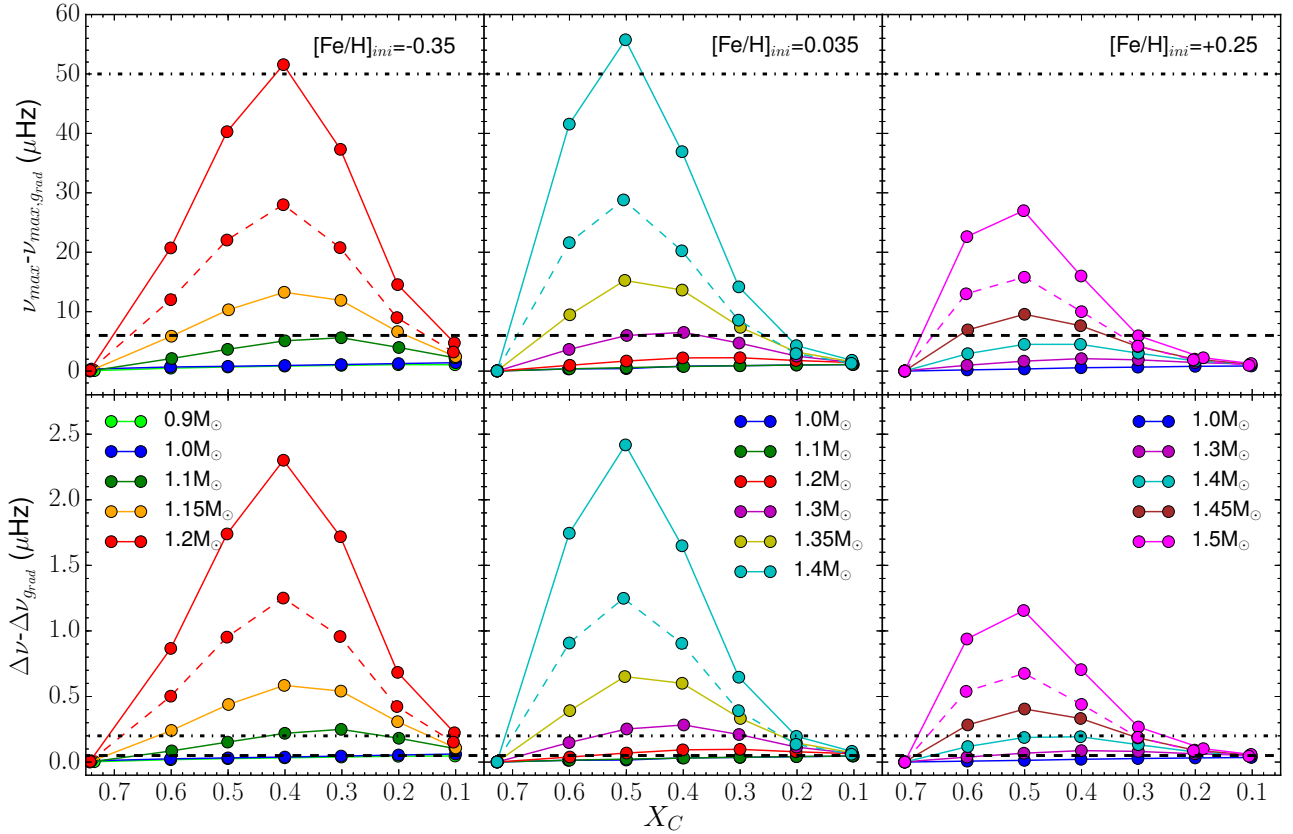 [Fe/H]ini=-0.35 [Fe/H]ini=0.035 [Fe/H]ini=+0.25
60
50
40
30
20
10
0
νmax-νmax,grad (μHz)
0.9M⊙
1.0M⊙
1.1M⊙
1.15M⊙
1.2M⊙
1.0M⊙
1.1M⊙
1.2M⊙
1.3M⊙
1.35M⊙
1.4M⊙
1.0M⊙
1.3M⊙
1.4M⊙
1.45M⊙
1.5M⊙
2.5
2.0
1.5
1.0
0.5
0.0
Δν-Δνgrad (μHz)
0.7 0.6 0.5 0.4 0.3 0.2 0.1 0.7 0.6 0.5 0.4 0.3 0.2 0.1 0.7 0.6 0.5 0.4 0.3 0.2 0.1
XC